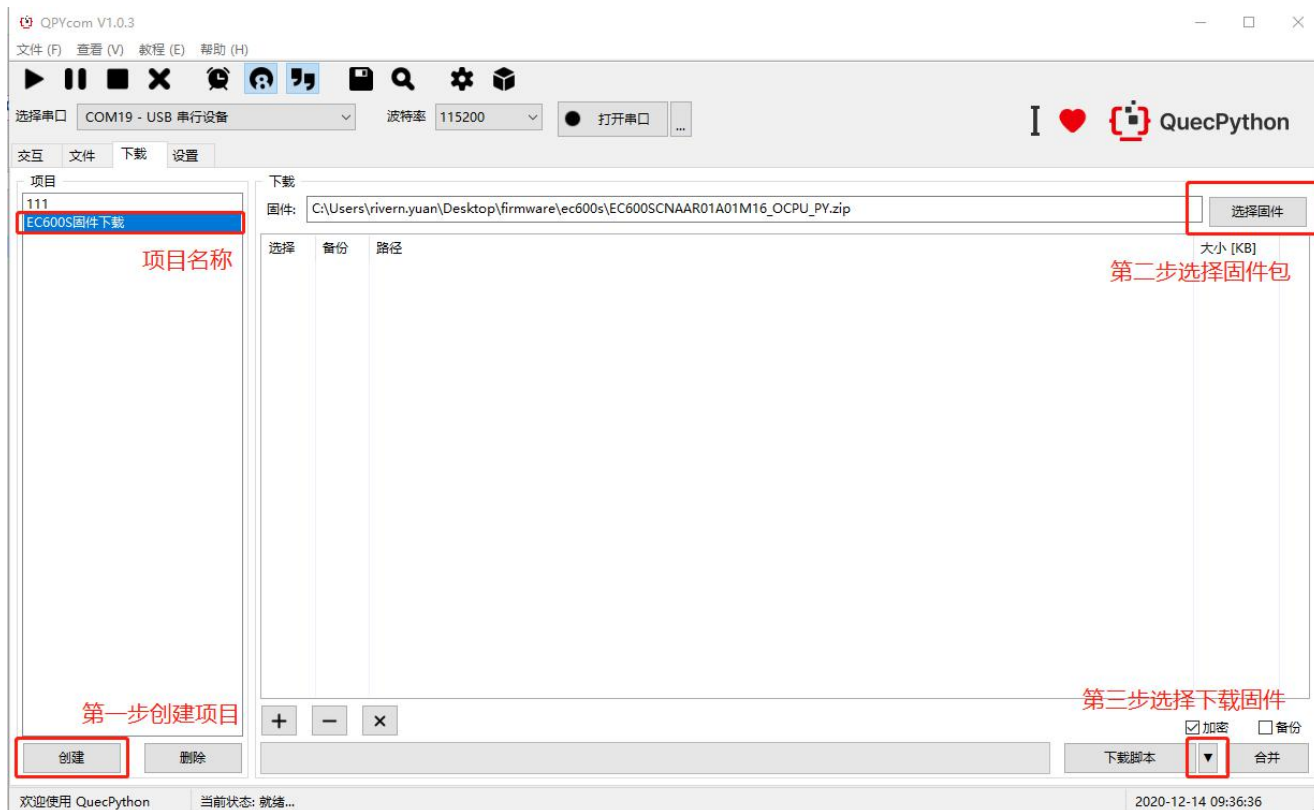 QPYcom V1.0.3
文件 (F) 查看 (V) 教程 (E) 帮助 (H)
选择串口 COM19 - USB 串行设备 波特率 115200 打开串口 ...
QuecPython
交互 文件 下载 设置
项目
111
EC600S固件下载
项目名称
下载
固件: C:\Users\rivern.yuan\Desktop\firmware\ec600s\EC600SCNAAR01A01M16_OCPU_PY.zip 选择固件
选择 备份 路径 大小 [KB]
第二步选择固件包
第一步创建项目
第三步选择下载固件
加密 备份
创建 删除 下载脚本 ▼ 合并
欢迎使用 QuecPython 当前状态: 就绪... 2020-12-14 09:36:36